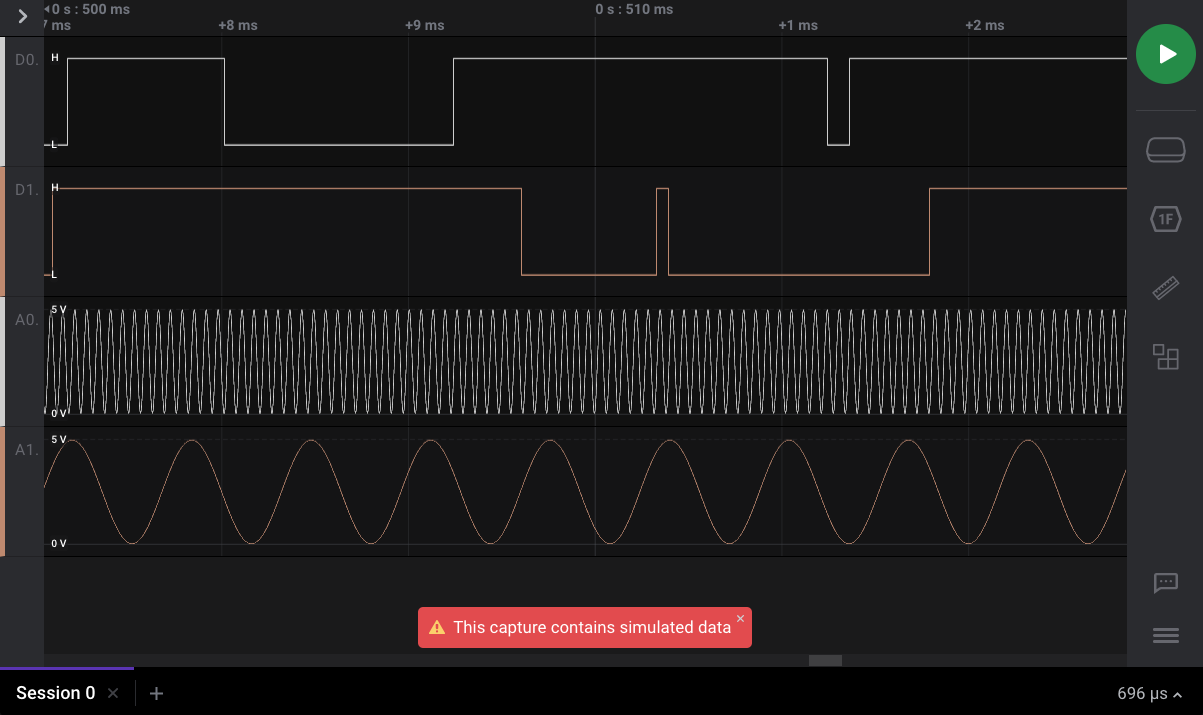 0 s : 500 ms
0 s : 510 ms
7 ms
+8 ms
+9 ms
+1 ms
+2 ms
D0.
H
L
D1.
H
L
1F
A0.
5 V
0 V
A1.
5 V
0 V
This capture contains simulated data
Session 0
696 µs